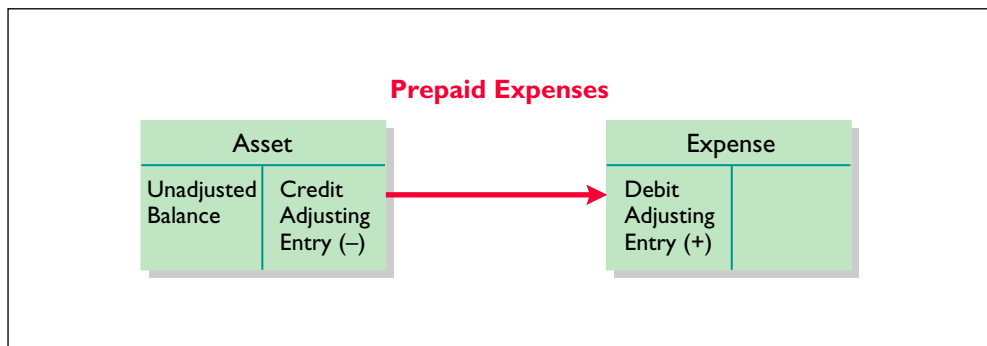 Prepaid Expenses
Asset
Unadjusted
Balance
Credit
Adjusting
Entry (–)
Expense
Debit
Adjusting
Entry (+)